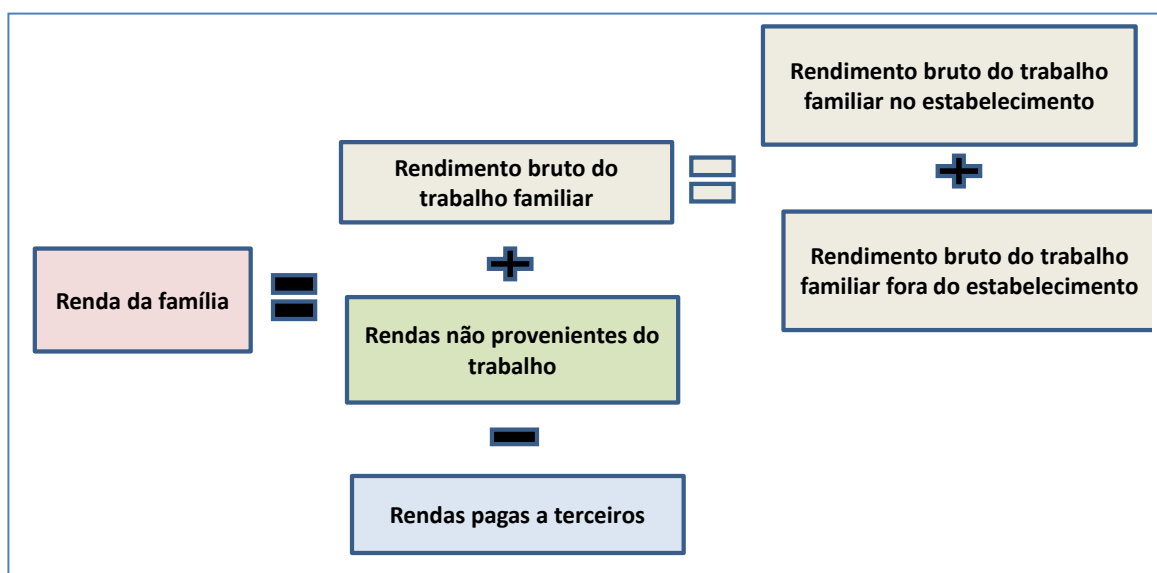 Renda da família
Rendimento bruto do
trabalho familiar
Rendas não provenientes do
trabalho
Rendas pagas a terceiros
Rendimento bruto do trabalho
familiar no estabelecimento
Rendimento bruto do trabalho
familiar fora do estabelecimento